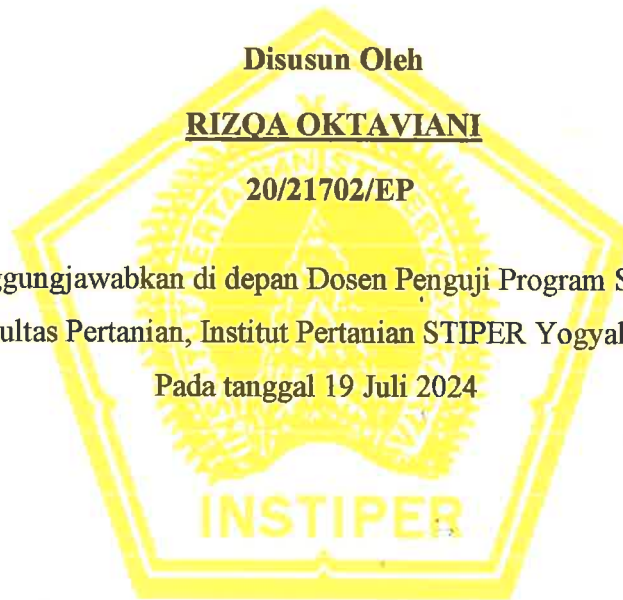 Disusun Oleh
RIZQA OKTAVIANI
20/21702/EP
ggungjawabkan di depan Dosen Penguji Program S
ultas Pertanian, Institut Pertanian STIPER Yogyal
Pada tanggal 19 Juli 2024
INSTIPER